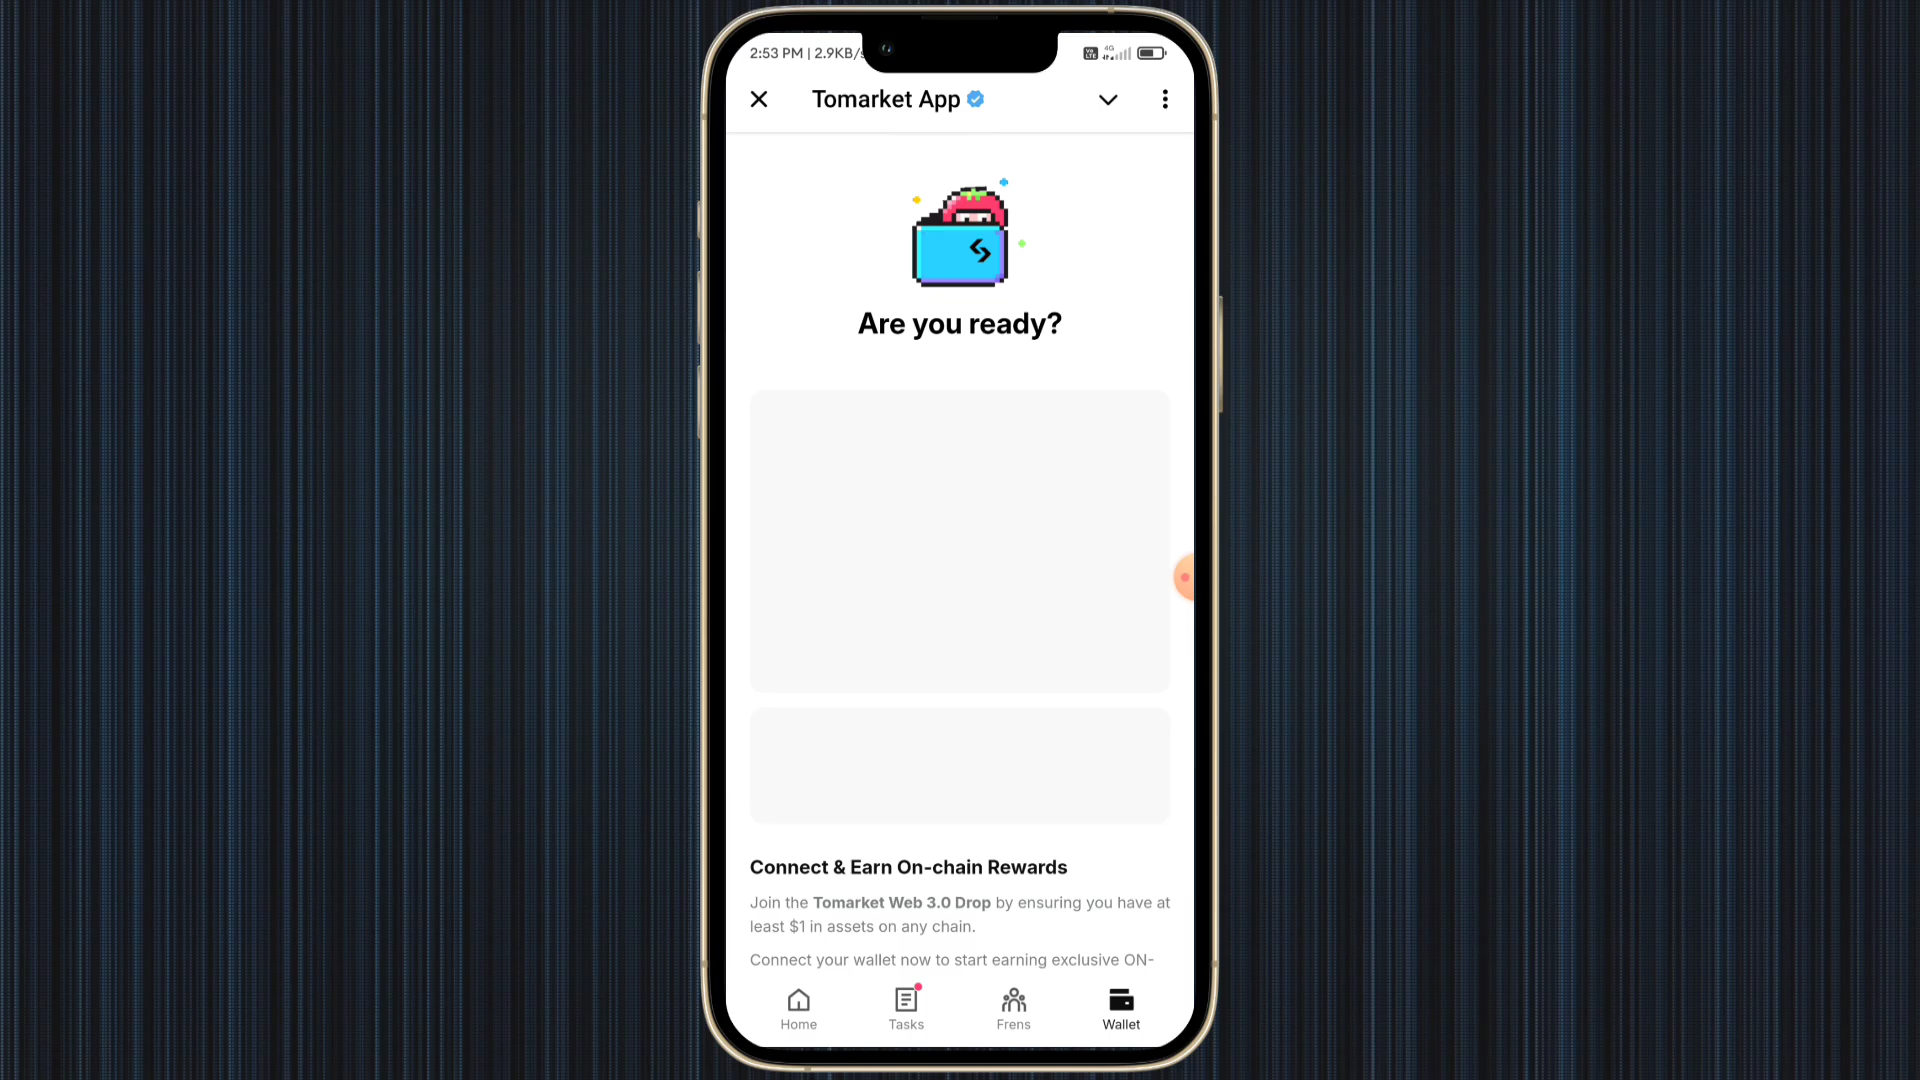 2:53 PM | 2.9KB/s
4G
Tomarket App
Are you ready?
Connect & Earn On-chain Rewards
Join the Tomarket Web 3.0 Drop by ensuring you have at
least $1 in assets on any chain.
Connect your wallet now to start earning exclusive ON-
Home
Tasks
Frens
Wallet